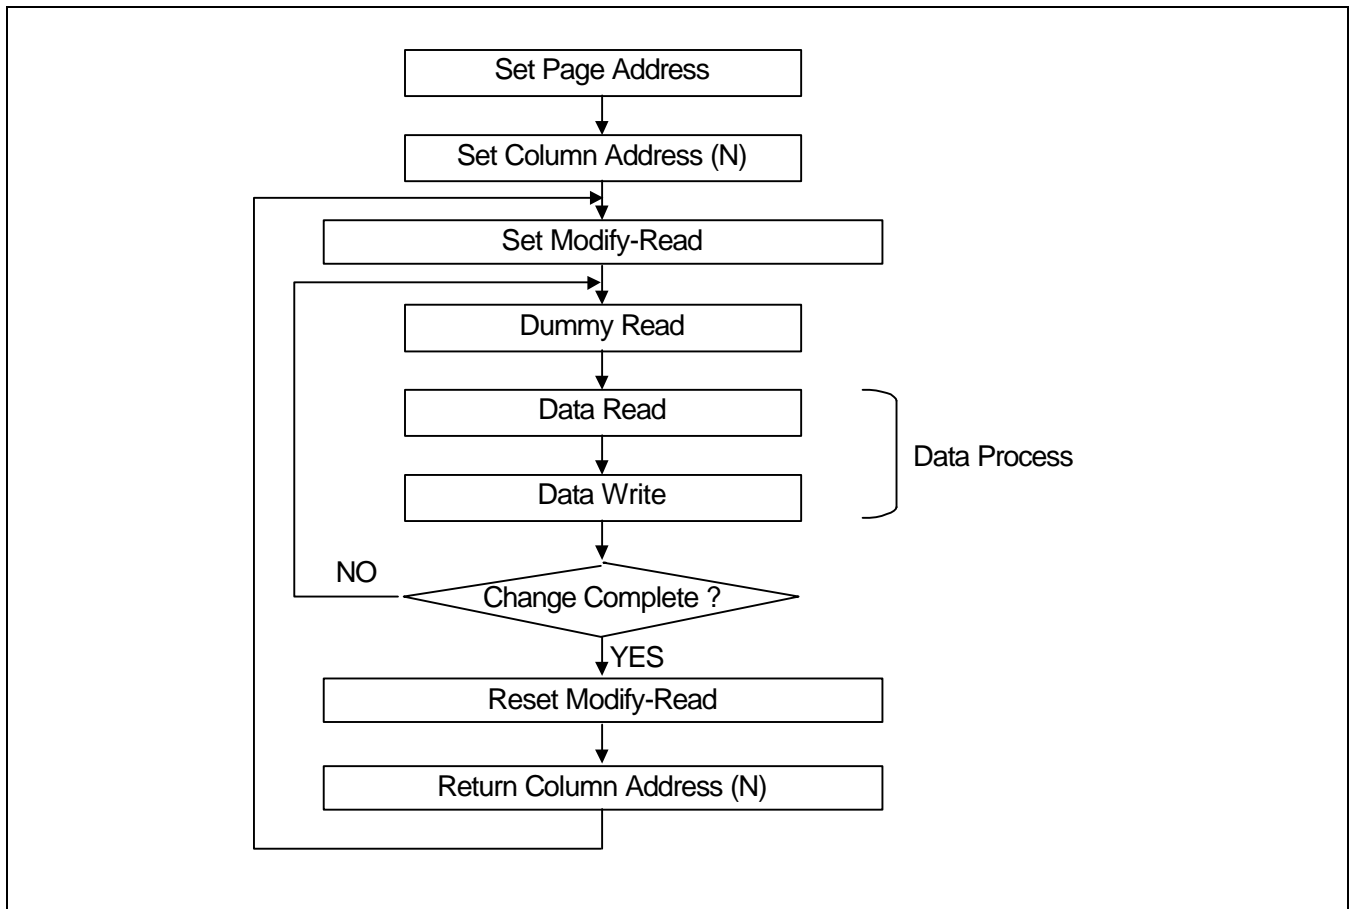 Set Page Address
Set Column Address (N)
Set Modify-Read
Dummy Read
Data Read
Data Process
Data Write
NO
Change Complete ?
YES
Reset Modify-Read
Return Column Address (N)